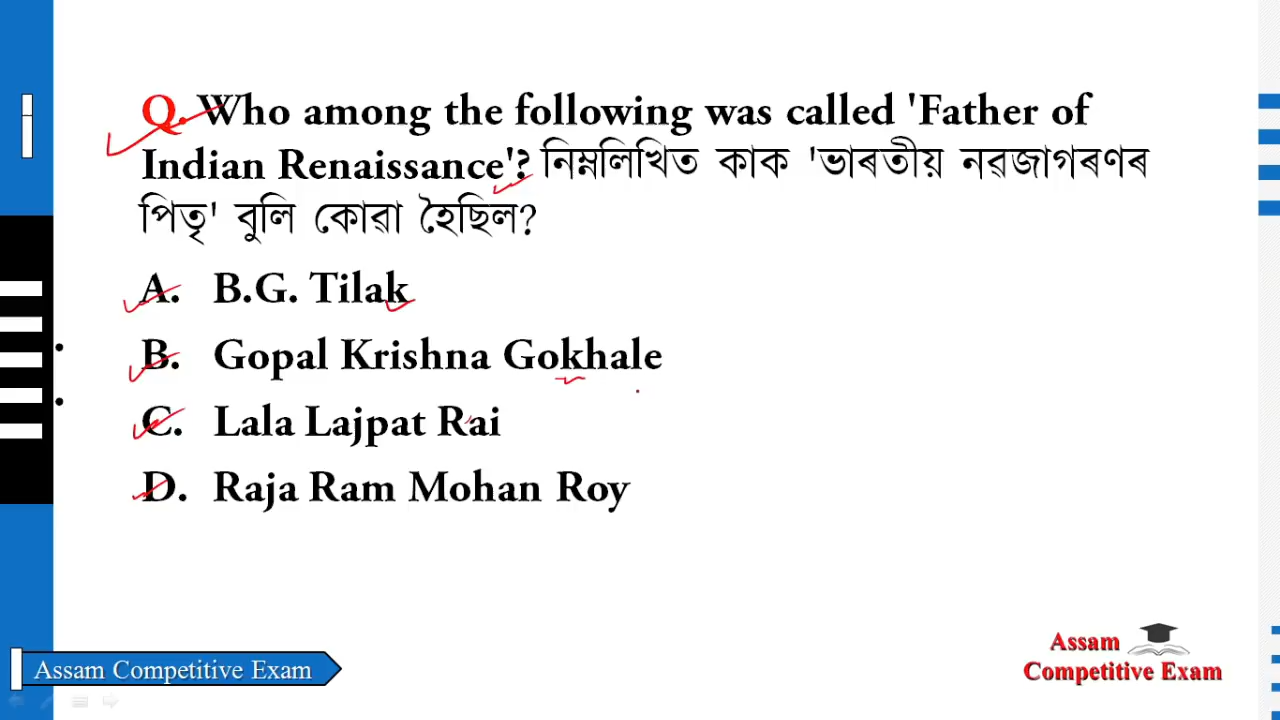 Q. Who among the following was called 'Father of
Indian Renaissance'? নিম্নলিখিত কাক 'ভাৰতীয় নৱজাগৰণৰ
পিতৃ' বুলি কোৱা হৈছিল?
A. B.G. Tilak
B. Gopal Krishna Gokhale
C. Lala Lajpat Rai
D. Raja Ram Mohan Roy
Assam Competitive Exam
Assam
Competitive Exam